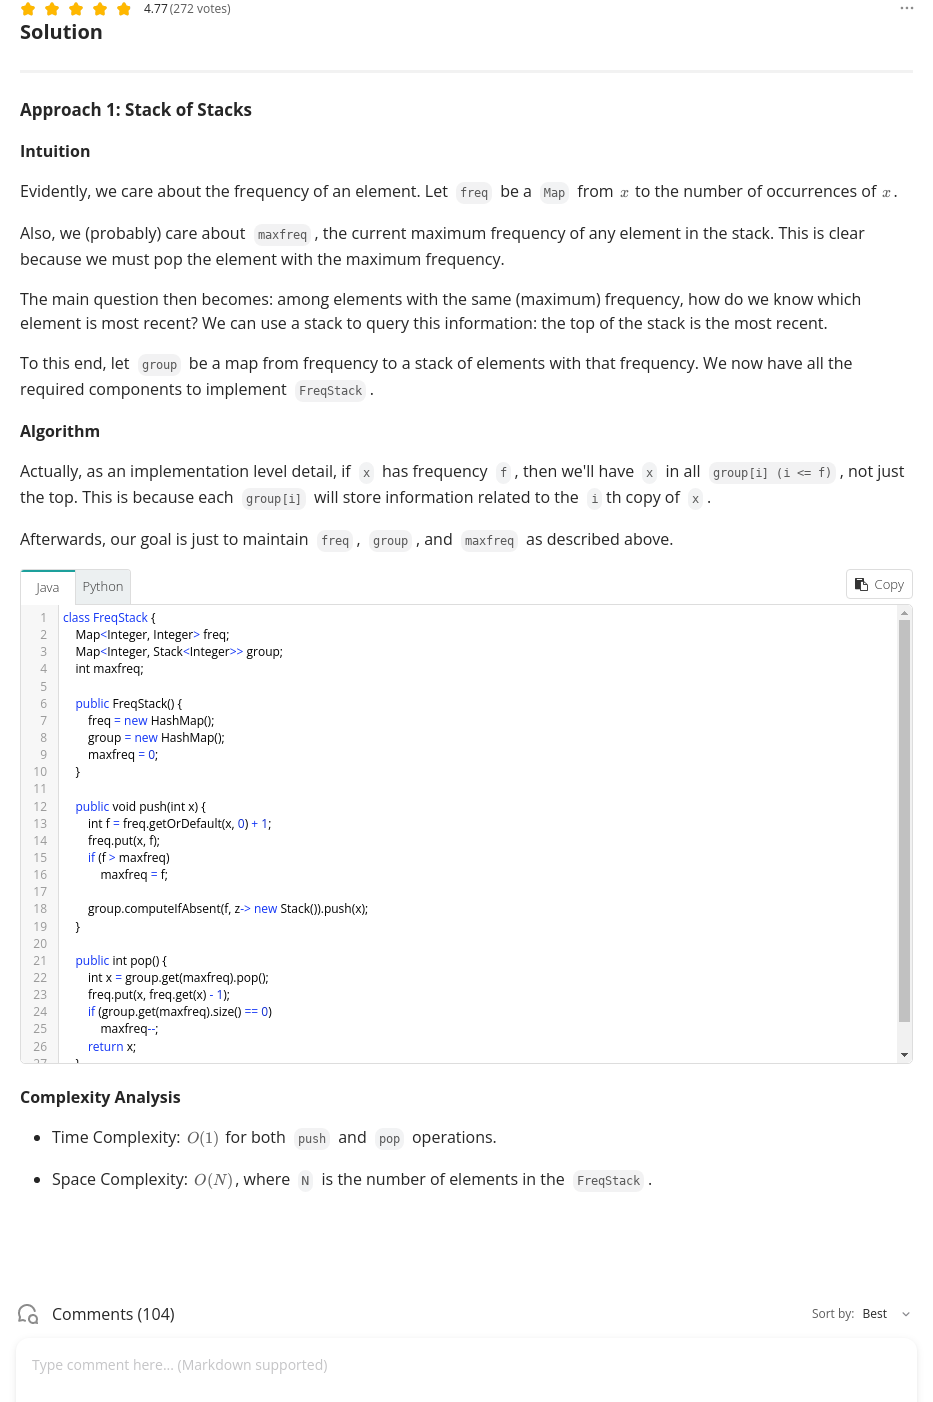 4.77 (272 votes)
Solution
Approach 1: Stack of Stacks
Intuition
Evidently, we care about the frequency of an element. Let freq be a Map from x to the number of occurrences of x.
Also, we (probably) care about maxfreq , the current maximum frequency of any element in the stack. This is clear
because we must pop the element with the maximum frequency.
The main question then becomes: among elements with the same (maximum) frequency, how do we know which
element is most recent? We can use a stack to query this information: the top of the stack is the most recent.
To this end, let group be a map from frequency to a stack of elements with that frequency. We now have all the
required components to implement FreqStack .
Algorithm
Actually, as an implementation level detail, if x has frequency f , then we'll have x in all group[i] (i <= f) , not just
the top. This is because each group[i] will store information related to the i th copy of x .
Afterwards, our goal is just to maintain freq , group , and maxfreq as described above.
Java Python Copy
1 class FreqStack {
2 Map<Integer, Integer> freq;
3 Map<Integer, Stack<Integer>> group;
4 int maxfreq;
5
6 public FreqStack() {
7 freq = new HashMap();
8 group = new HashMap();
9 maxfreq = 0;
10 }
11
12 public void push(int x) {
13 int f = freq.getOrDefault(x, 0) + 1;
14 freq.put(x, f);
15 if (f > maxfreq)
16 maxfreq = f;
17
18 group.computeIfAbsent(f, z-> new Stack()).push(x);
19 }
20
21 public int pop() {
22 int x = group.get(maxfreq).pop();
23 freq.put(x, freq.get(x) - 1);
24 if (group.get(maxfreq).size() == 0)
25 maxfreq--;
26 return x;
27 }
Complexity Analysis
• Time Complexity: O(1) for both push and pop operations.
• Space Complexity: O(N), where N is the number of elements in the FreqStack .
Comments (104) Sort by: Best
Type comment here... (Markdown supported)